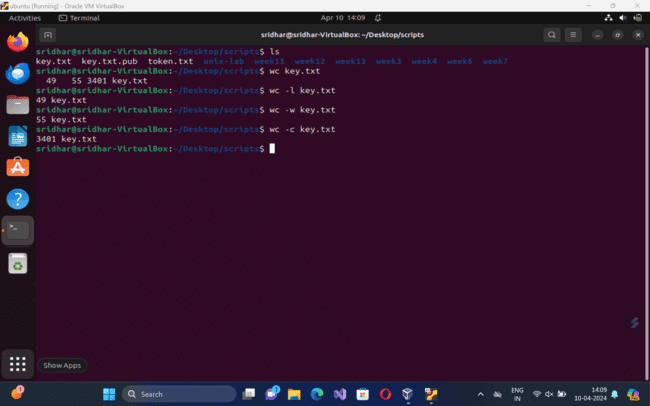 ubuntu [Running] - Oracle VM VirtualBox
Activities Terminal Apr 10 14:09
sridhar@sridhar-VirtualBox: ~/Desktop/scripts
sridhar@sridhar-VirtualBox:~/Desktop/scripts$ ls
key.txt key.txt.pub token.txt unix-lab week11 week12 week13 week3 week4 week6 week7
sridhar@sridhar-VirtualBox:~/Desktop/scripts$ wc key.txt
49 55 3401 key.txt
sridhar@sridhar-VirtualBox:~/Desktop/scripts$ wc -l key.txt
49 key.txt
sridhar@sridhar-VirtualBox:~/Desktop/scripts$ wc -w key.txt
55 key.txt
sridhar@sridhar-VirtualBox:~/Desktop/scripts$ wc -c key.txt
3401 key.txt
sridhar@sridhar-VirtualBox:~/Desktop/scripts$
Show Apps
Search
ENG
IN
14:09
10-04-2024